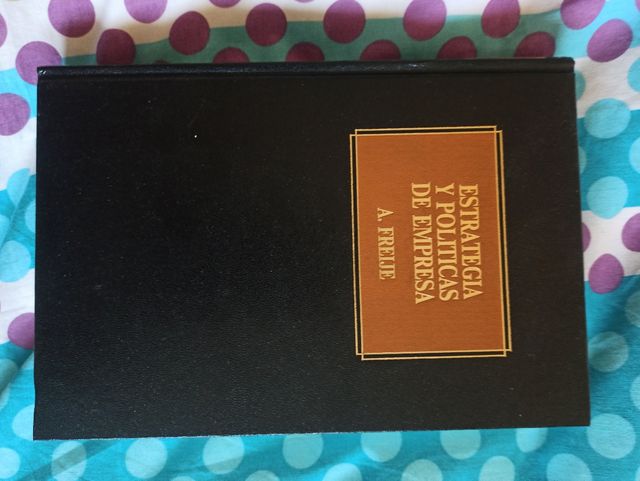 ESTRATEGIA
Y POLITICAS
DE EMPRESA
A. FREIJE